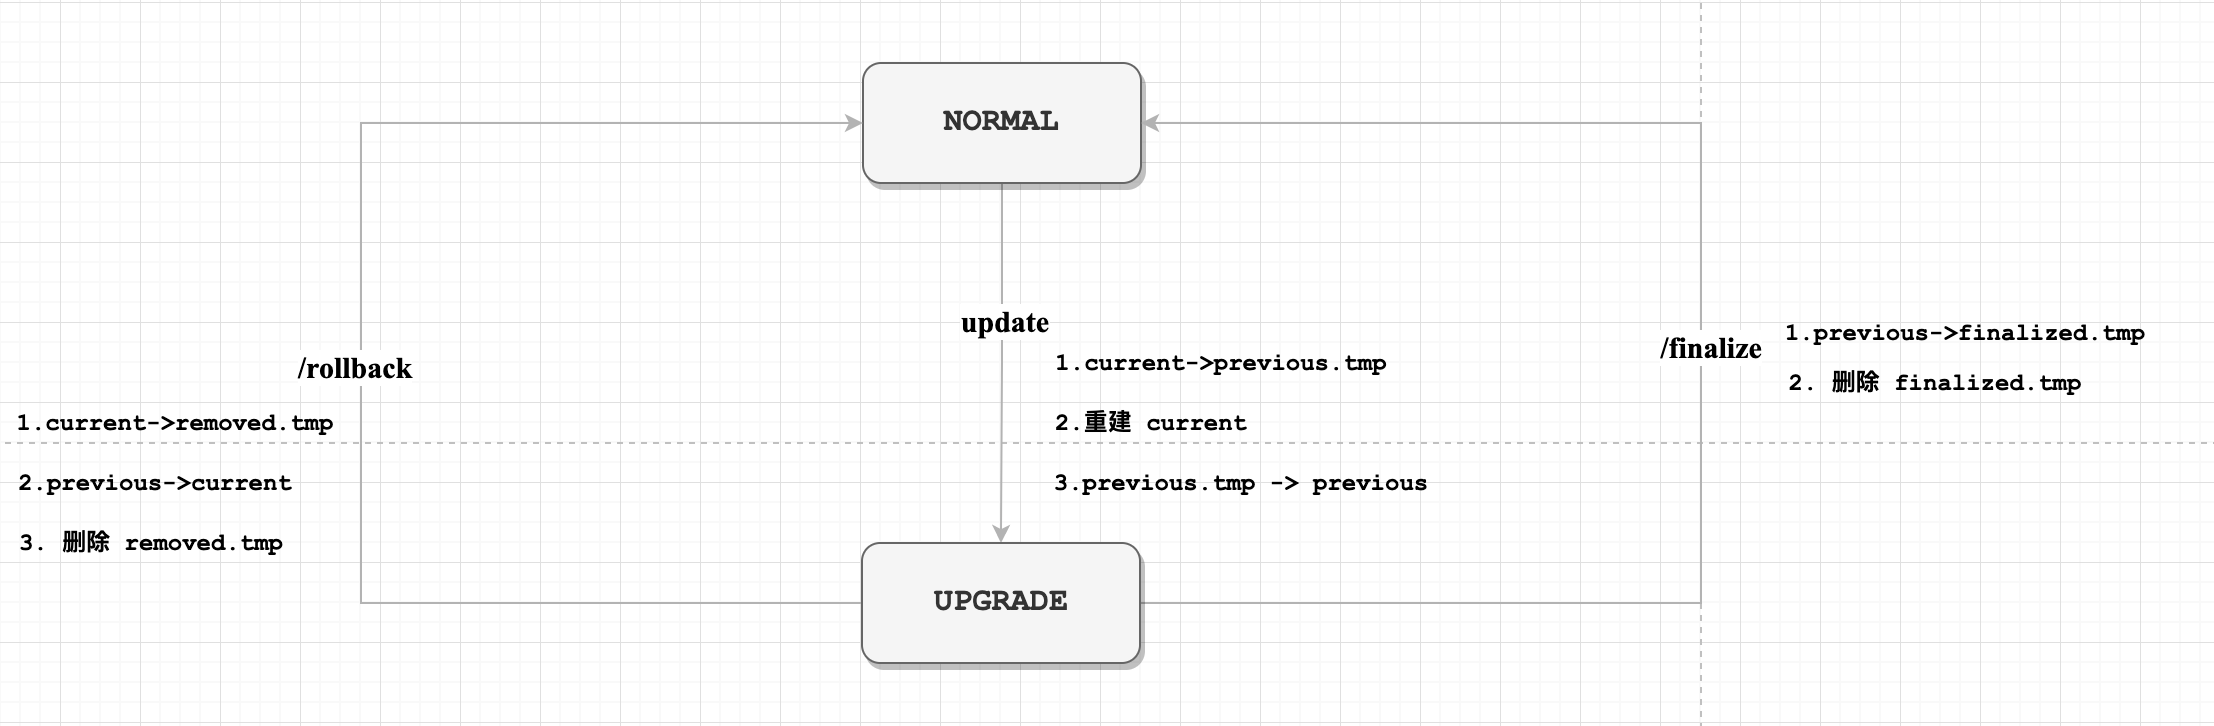 NORMAL
update
/rollback
/finalize
1.current->previous.tmp
2.重建 current
3.previous.tmp -> previous
1.previous->finalized.tmp
2. 删除 finalized.tmp
1.current->removed.tmp
2.previous->current
3. 删除 removed.tmp
UPGRADE